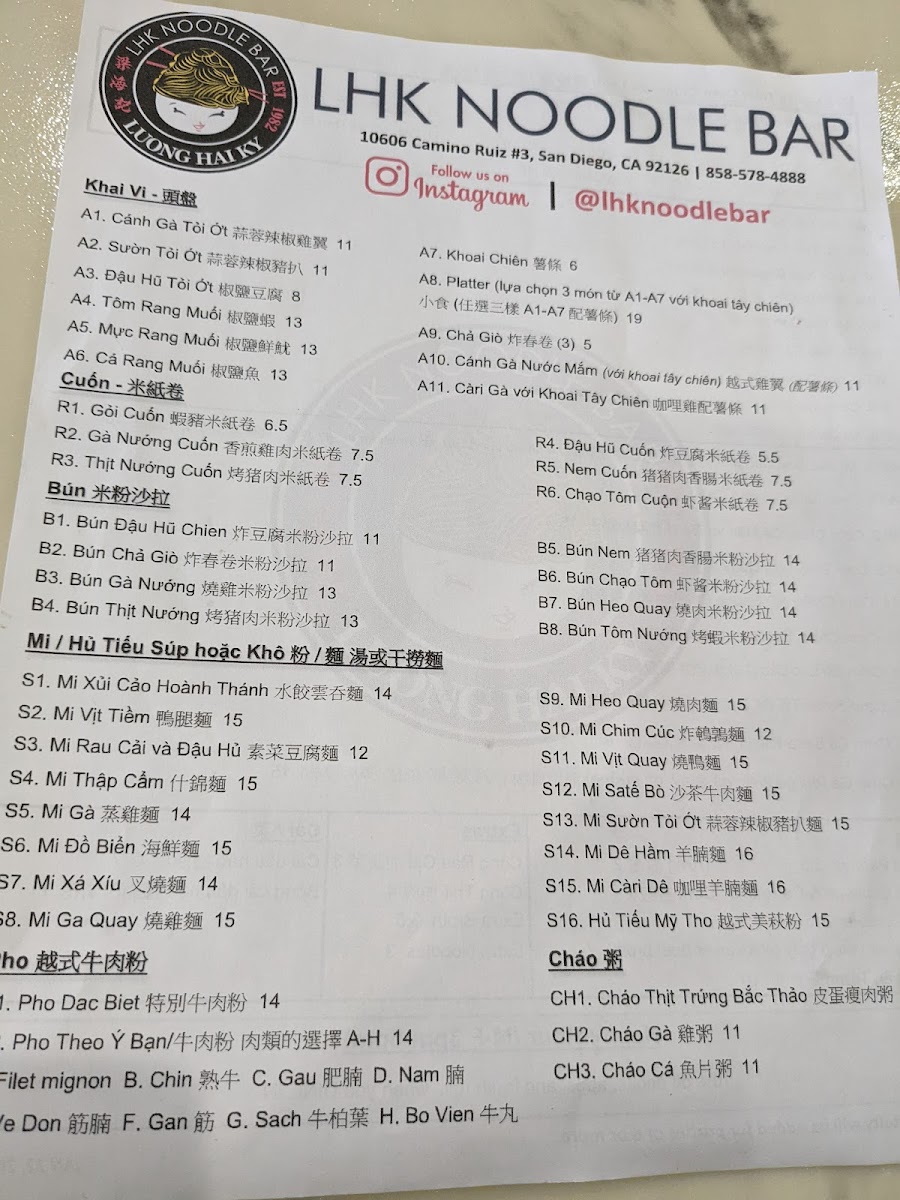 LHK NOODLE BAR
梁海記
EST 1982
LUONG HAI KY
LHK NOODLE BAR
10606 Camino Ruiz #3, San Diego, CA 92126 | 858-578-4888
Follow us on
Instagram | @lhknoodlebar
Khai Vi - 頭盤
A1. Cánh Gà Tỏi Ớt 蒜蓉辣椒雞翼 11
A2. Sườn Tỏi Ớt 蒜蓉辣椒豬扒 11
A3. Đậu Hũ Tỏi Ớt 椒鹽豆腐 8
A4. Tôm Rang Muối 椒鹽蝦 13
A5. Mực Rang Muối 椒鹽鮮魷 13
A6. Cá Rang Muối 椒鹽魚 13
A7. Khoai Chiên 薯條 6
A8. Platter (lựa chọn 3 món từ A1-A7 với khoai tây chiên)
小食 (任選三樣 A1-A7 配薯條) 19
A9. Chả Giò 炸春卷 (3) 5
A10. Cánh Gà Nước Mắm (với khoai tây chiên) 越式雞翼 (配薯條) 11
A11. Càri Gà với Khoai Tây Chiên 咖哩雞配薯條 11
Cuốn - 米紙卷
R1. Gỏi Cuốn 蝦豬米紙卷 6.5
R2. Gà Nướng Cuốn 香煎雞肉米紙卷 7.5
R3. Thịt Nướng Cuốn 烤猪肉米紙卷 7.5
R4. Đậu Hũ Cuốn 炸豆腐米紙卷 5.5
R5. Nem Cuốn 猪猪肉香腸米紙卷 7.5
R6. Chạo Tôm Cuộn 虾酱米紙卷 7.5
Bún 米粉沙拉
B1. Bún Đậu Hũ Chien 炸豆腐米粉沙拉 11
B2. Bún Chả Giò 炸春卷米粉沙拉 11
B3. Bún Gà Nướng 燒雞米粉沙拉 13
B4. Bún Thịt Nướng 烤猪肉米粉沙拉 13
B5. Bún Nem 猪猪肉香腸米粉沙拉 14
B6. Bún Chạo Tôm 虾酱米粉沙拉 14
B7. Bún Heo Quay 燒肉米粉沙拉 14
B8. Bún Tôm Nướng 烤蝦米粉沙拉 14
Mi / Hủ Tiếu Súp hoặc Khô 粉 / 麵 湯或干撈麵
S1. Mi Xủi Cảo Hoành Thánh 水餃雲吞麵 14
S2. Mi Vịt Tiềm 鴨腿麵 15
S3. Mi Rau Cải và Đậu Hủ 素菜豆腐麵 12
S4. Mi Thập Cẩm 什錦麵 15
S5. Mi Gà 蒸雞麵 14
S6. Mi Đồ Biển 海鮮麵 15
S7. Mi Xá Xíu 叉燒麵 14
S8. Mi Ga Quay 燒雞麵 15
S9. Mi Heo Quay 燒肉麵 15
S10. Mi Chim Cúc 炸鹌鶉麵 12
S11. Mi Vịt Quay 燒鴨麵 15
S12. Mi Satế Bò 沙茶牛肉麵 15
S13. Mi Sườn Tỏi Ớt 蒜蓉辣椒豬扒麵 15
S14. Mi Dê Hầm 羊腩麵 16
S15. Mi Càri Dê 咖哩羊腩麵 16
S16. Hủ Tiếu Mỹ Tho 越式美萩粉 15
Pho 越式牛肉粉
1. Pho Dac Biet 特別牛肉粉 14
. Pho Theo Ý Bạn/牛肉粉 肉類的選擇 A-H 14
Filet mignon B. Chin 熟牛 C. Gau 肥腩 D. Nam 腩
Ve Don 筋腩 F. Gan 筋 G. Sach 牛柏葉 H. Bo Vien 牛丸
Cháo 粥
CH1. Cháo Thịt Trứng Bắc Thảo 皮蛋瘦肉粥
CH2. Cháo Gà 雞粥 11
CH3. Cháo Cá 魚片粥 11